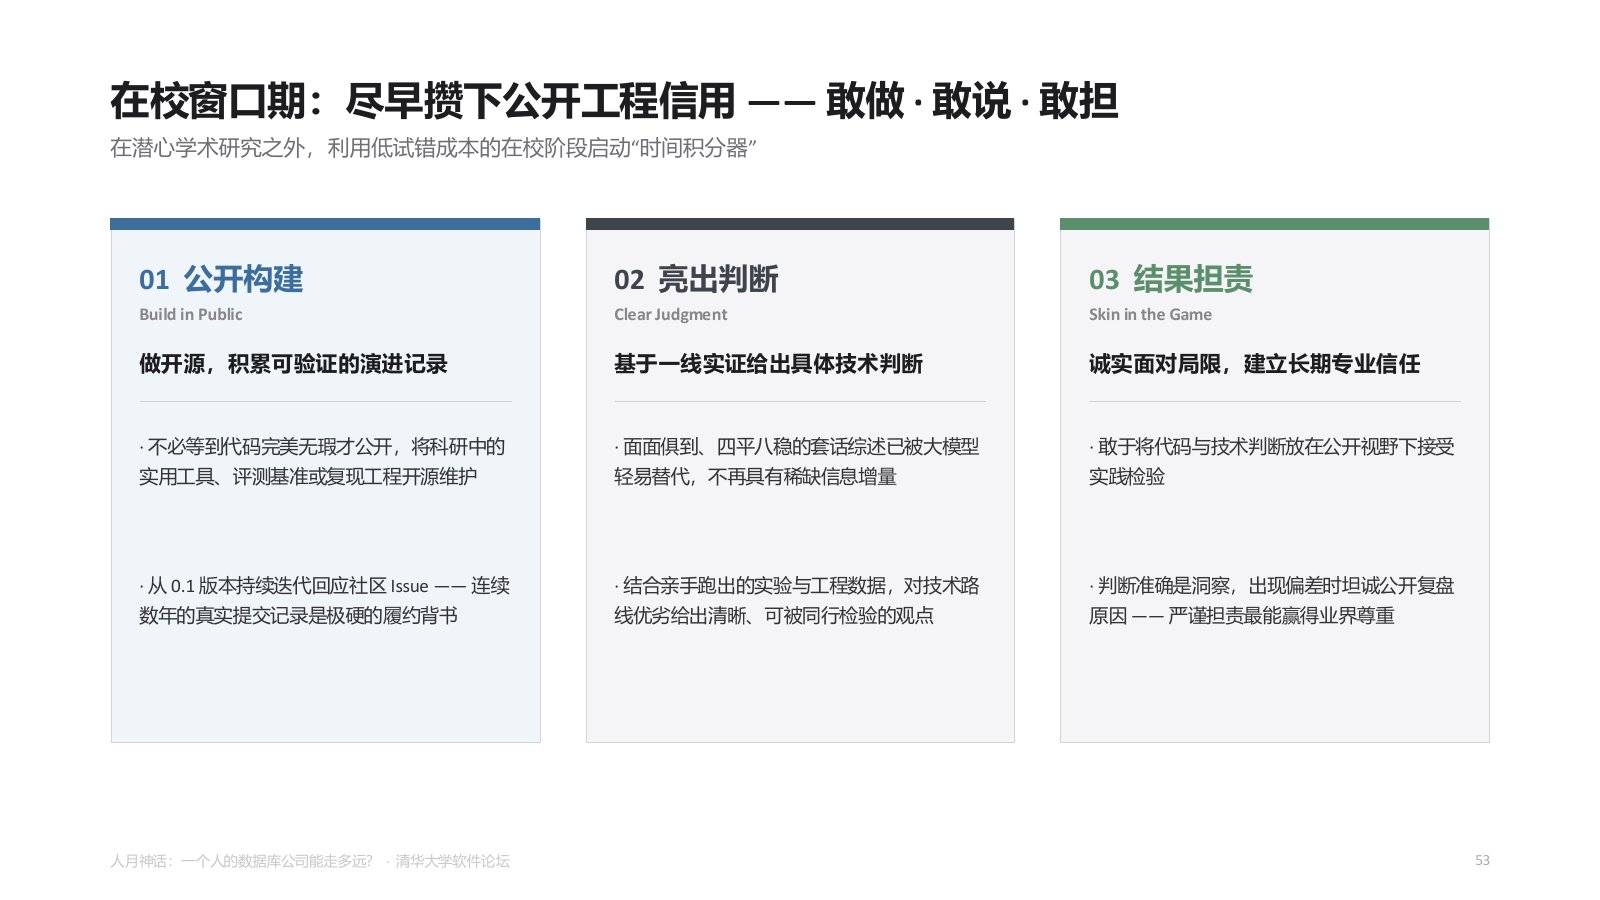 在校窗口期：尽早攒下公开工程信用 —— 敢做 · 敢说 · 敢担
在潜心学术研究之外，利用低试错成本的在校阶段启动“时间积分器”
01 公开构建
Build in Public
做开源，积累可验证的演进记录
· 不必等到代码完美无瑕才公开，将科研中的
实用工具、评测基准或复现工程开源维护
· 从 0.1 版本持续迭代回应社区 Issue —— 连续
数年的真实提交记录是极硬的履约背书
02 亮出判断
Clear Judgment
基于一线实证给出具体技术判断
· 面面俱到、四平八稳的套话综述已被大模型
轻易替代，不再具有稀缺信息增量
· 结合亲手跑出的实验与工程数据，对技术路
线优劣给出清晰、可被同行检验的观点
03 结果担责
Skin in the Game
诚实面对局限，建立长期专业信任
· 敢于将代码与技术判断放在公开视野下接受
实践检验
· 判断准确是洞察，出现偏差时坦诚公开复盘
原因 —— 严谨担责最能赢得业界尊重
人月神话：一个人的数据库公司能走多远？ · 清华大学软件论坛
53